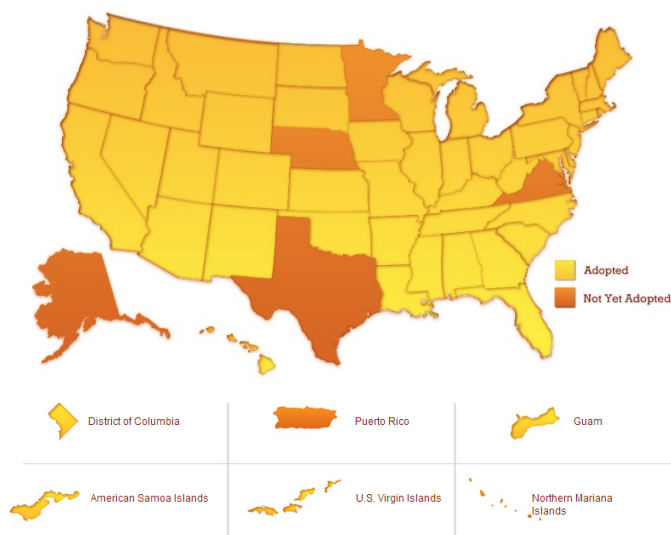 Adopted
Not Yet Adopted
District of Columbia
Puerto Rico
Guam
American Samoa Islands
U.S. Virgin Islands
Northern Mariana
Islands